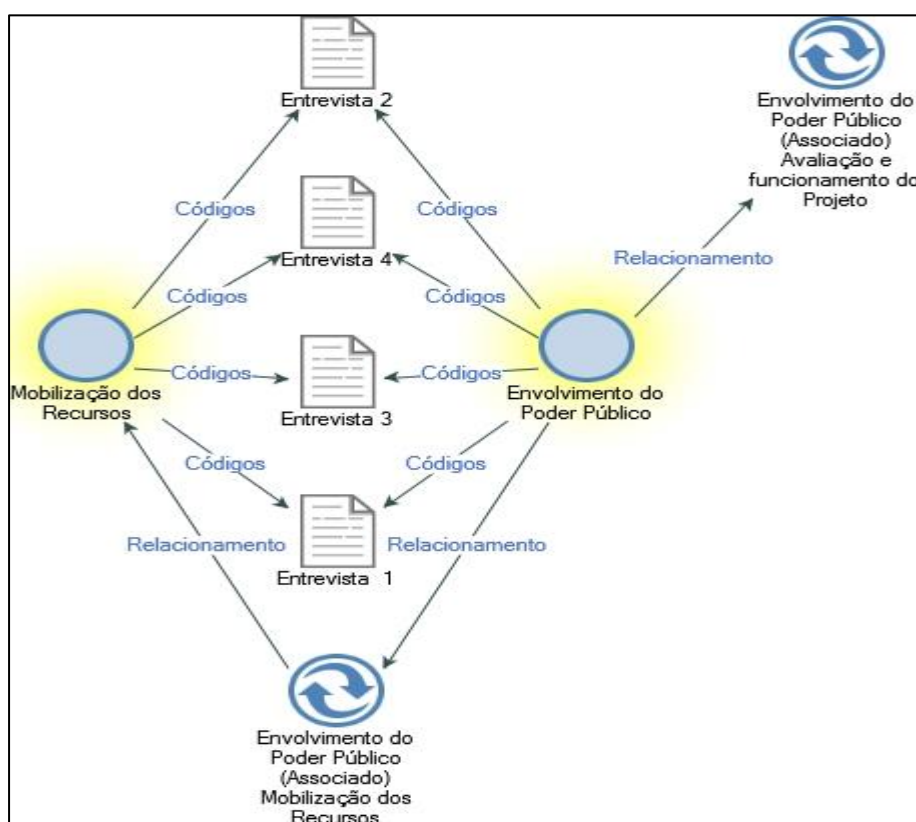 Entrevista 2
Envolvimento do
Poder Público
(Associado)
Avaliação e
funcionamento do
Projeto
Códigos
Códigos
Entrevista 4
Relacionamento
Códigos
Códigos
Códigos
Códigos
Mobilização dos
Recursos
Envolvimento do
Poder Público
Entrevista 3
Códigos
Códigos
Relacionamento
Relacionamento
Entrevista 1
Envolvimento do
Poder Público
(Associado)
Mobilização dos
Recursos